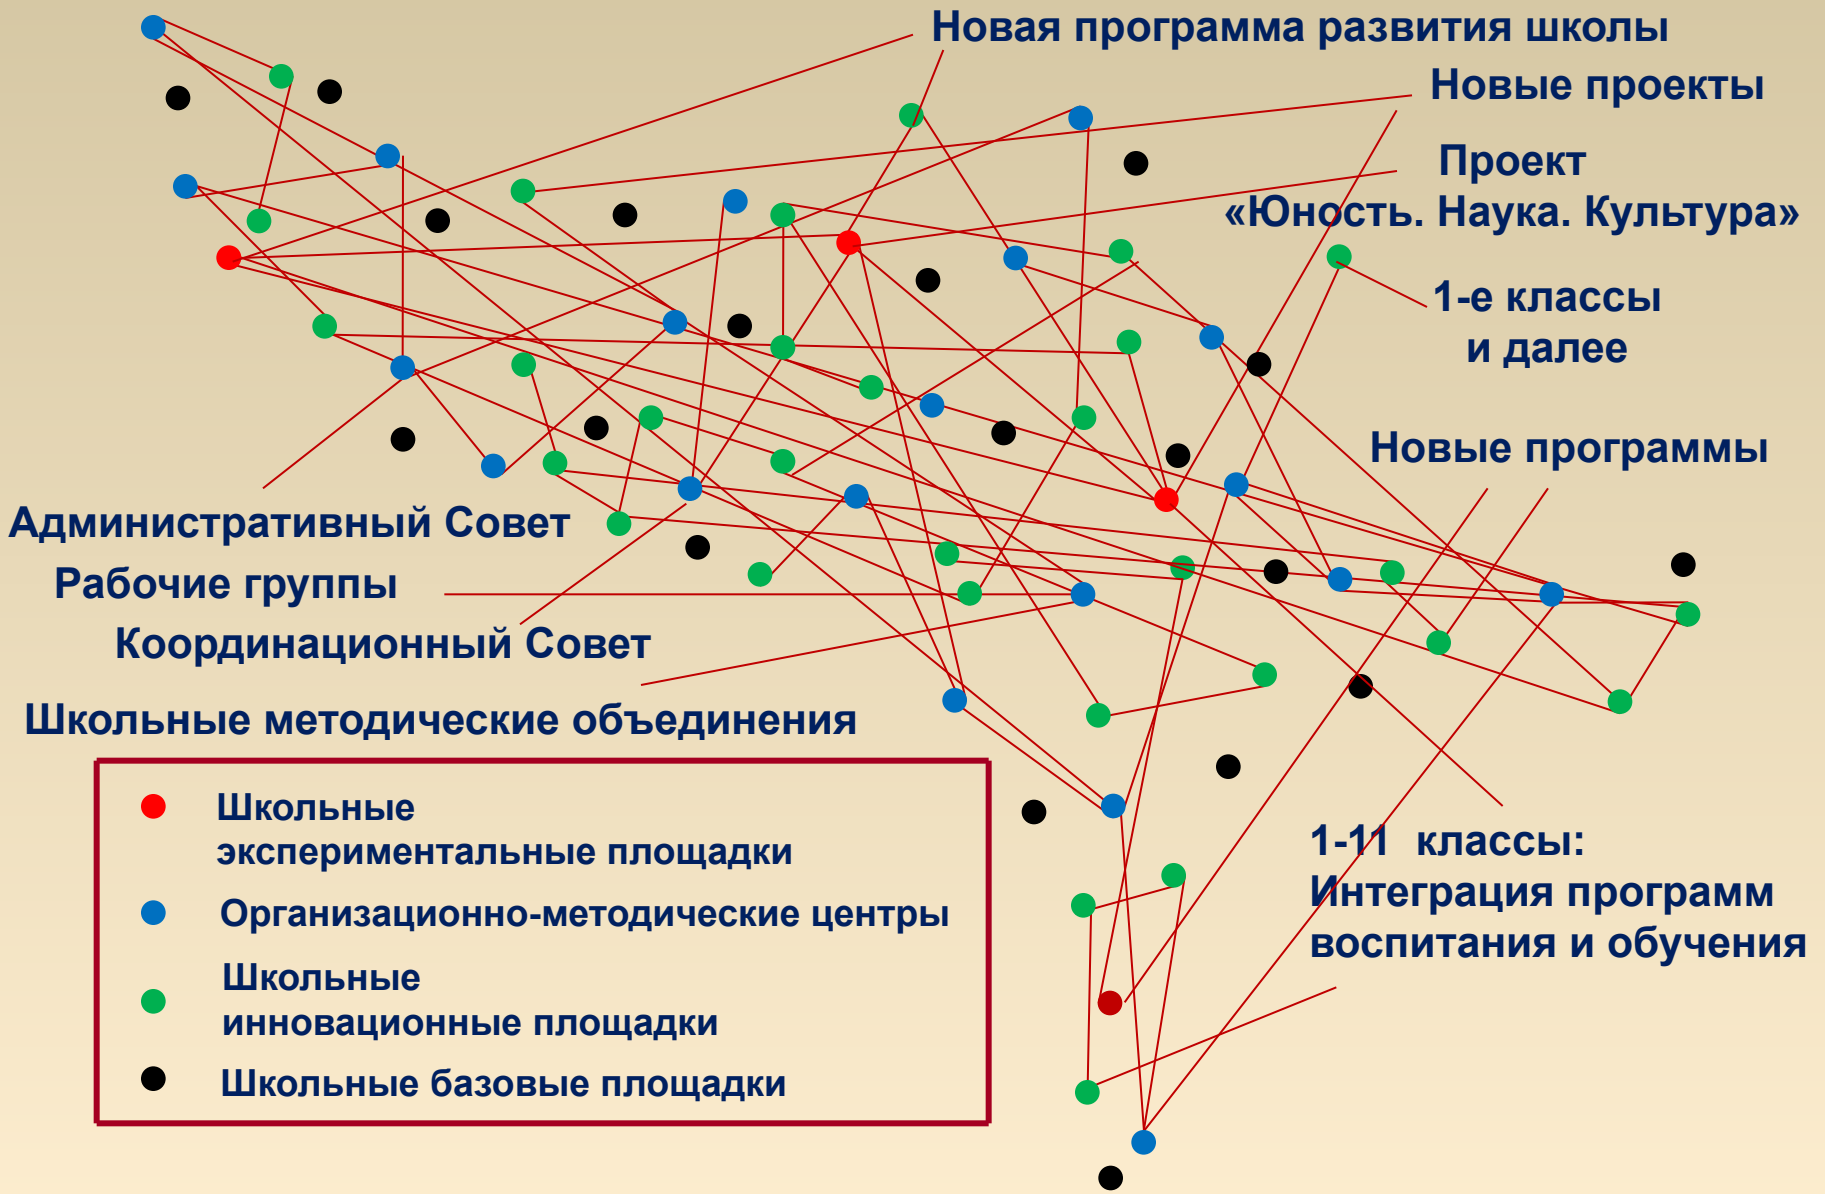 Новая программа развития школы
Новые проекты
Проект
«Юность. Наука. Культура»
1-е классы
и далее
Новые программы
Административный Совет
Рабочие группы
Координационный Совет
Школьные методические объединения
Школьные
экспериментальные площадки
Организационно-методические центры
Школьные
инновационные площадки
Школьные базовые площадки
1-11 классы:
Интеграция программ
воспитания и обучения